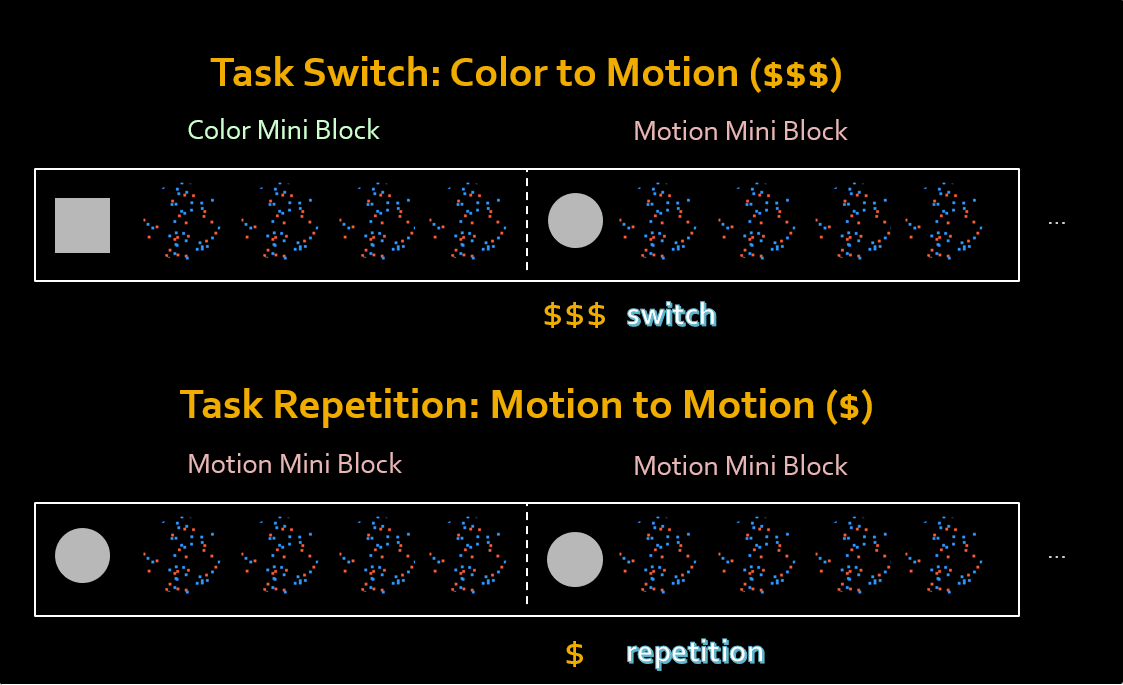 Task Switch: Color to Motion ($$$)
Color Mini Block Motion Mini Block
...
$$$ switch
Task Repetition: Motion to Motion ($)
Motion Mini Block Motion Mini Block
...
$ repetition